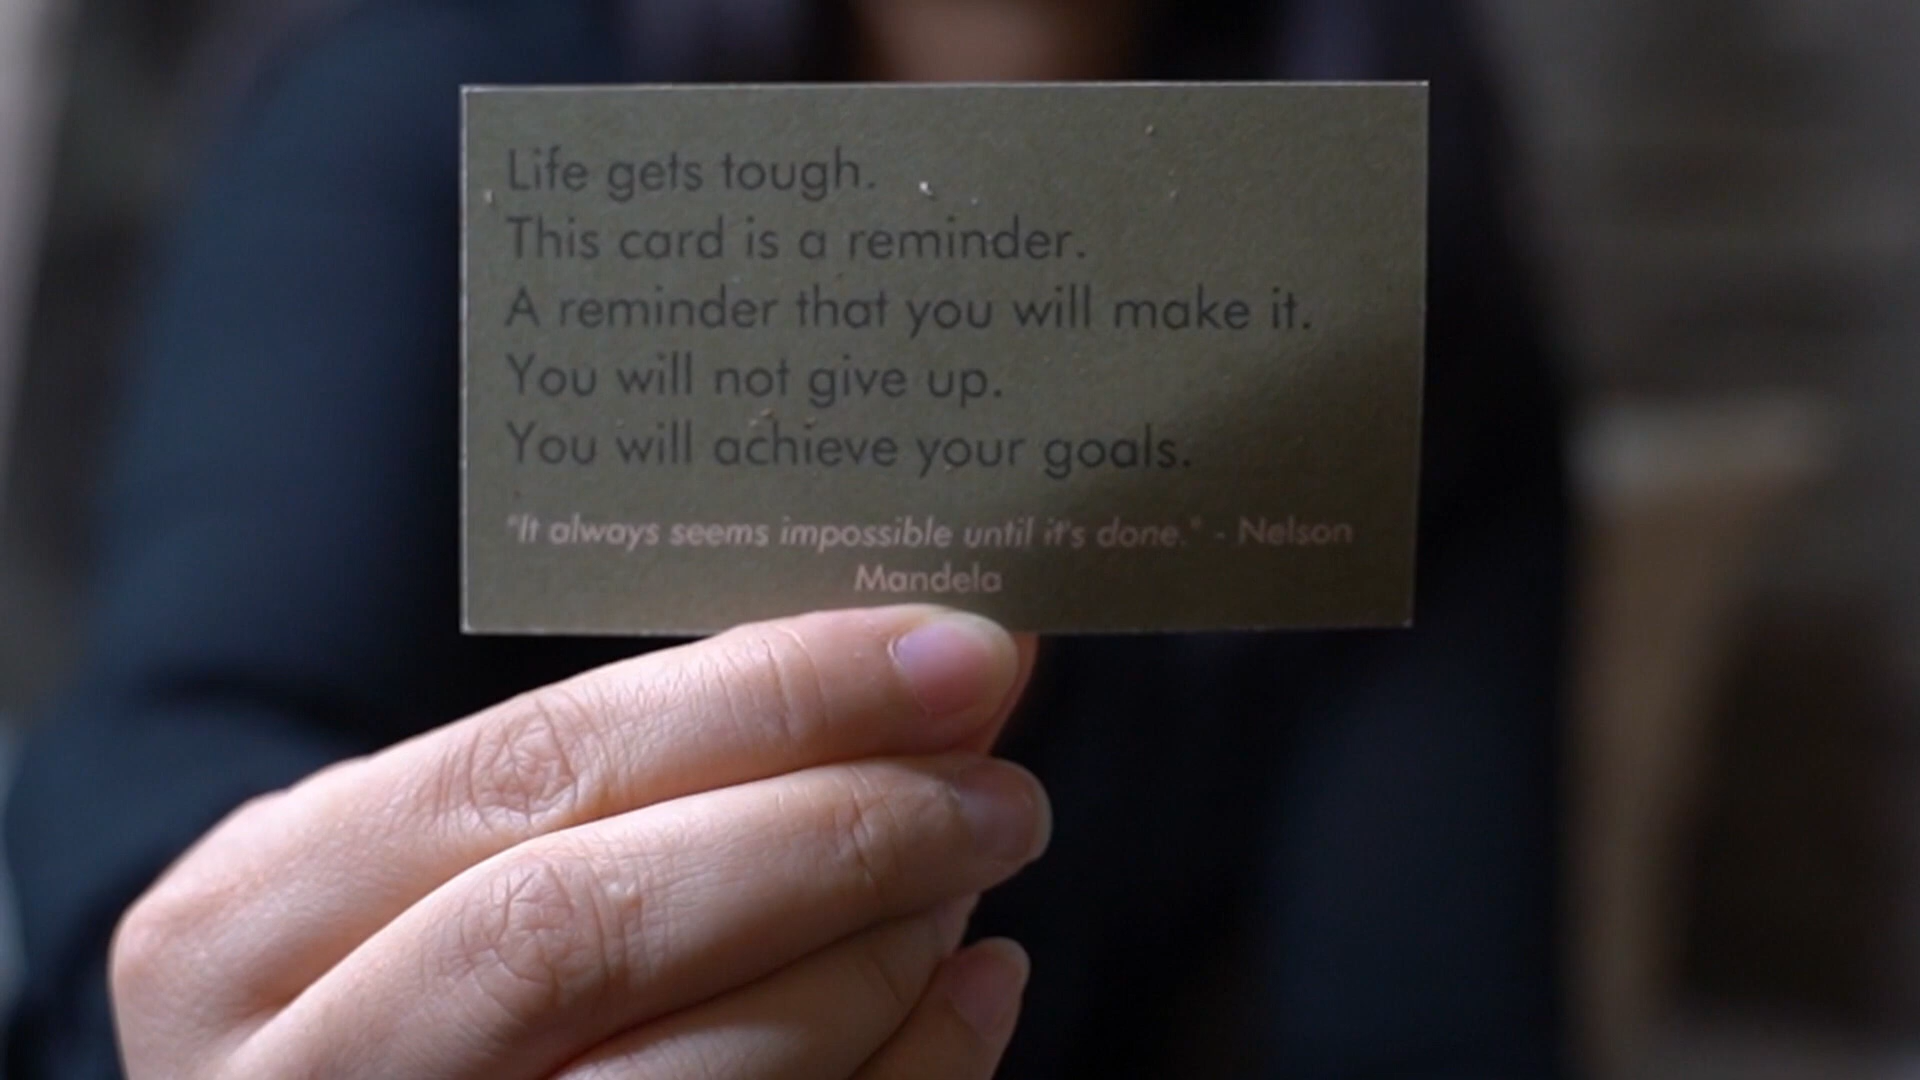 Life gets tough.
This card is a reminder.
A reminder that you will make it.
You will not give up.
You will achieve your goals.
"It always seems impossible until it's done." - Nelson
Mandela